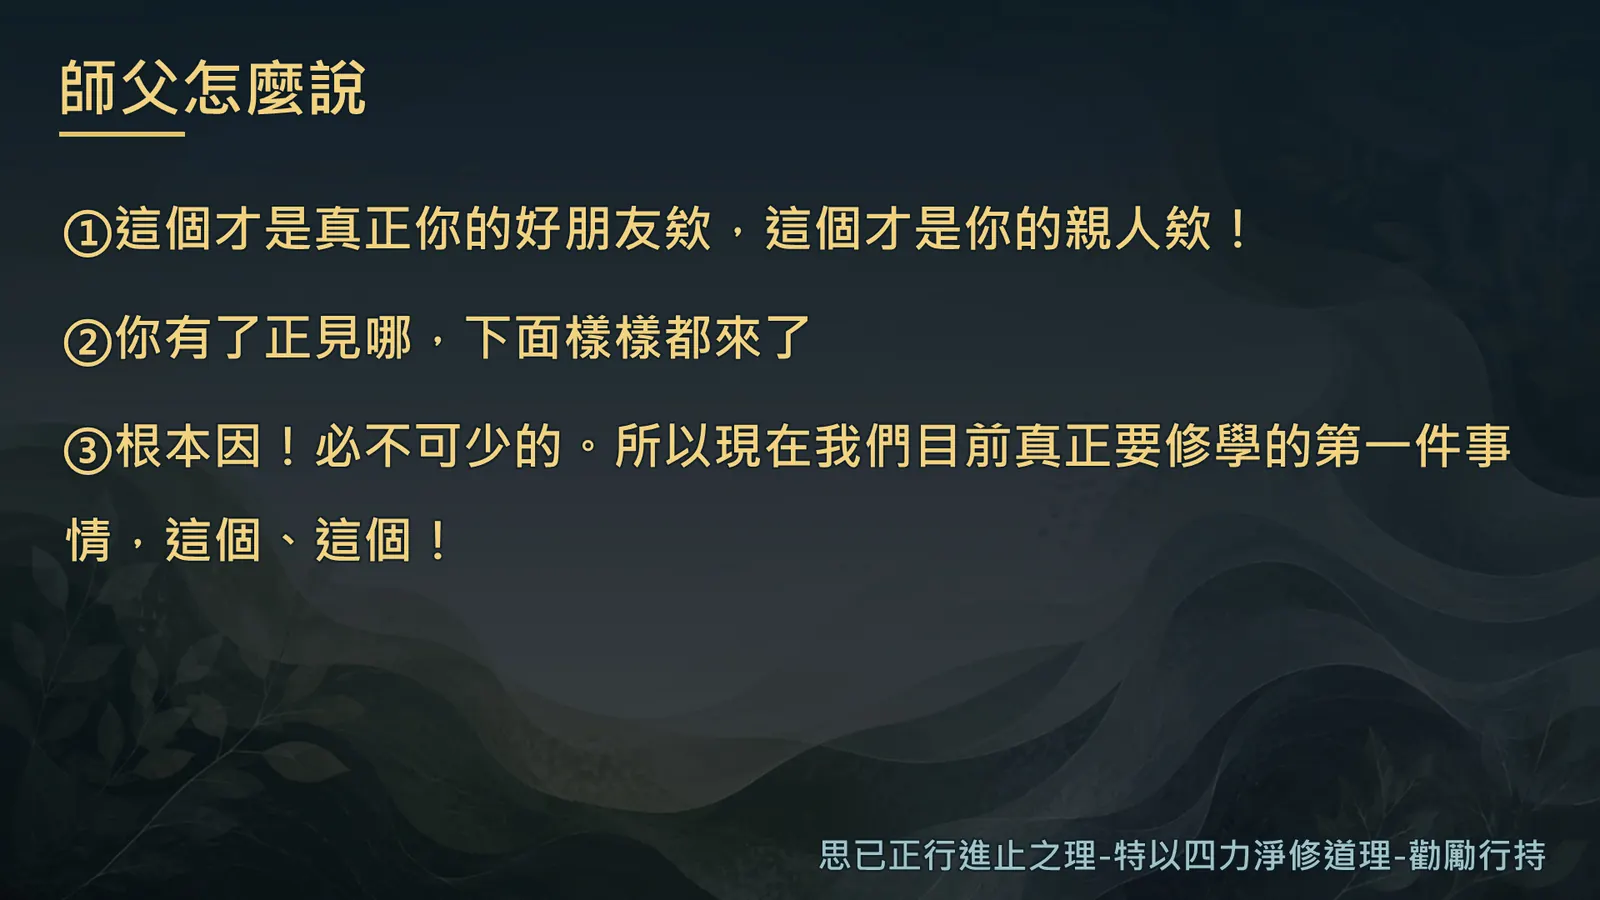 師父怎麼說
①這個才是真正你的好朋友欸，這個才是你的親人欸！
②你有了正見哪，下面樣樣都來了
③根本因！必不可少的。所以現在我們目前真正要修學的第一件事
情，這個、這個！
思已正行進止之理-特以四力淨修道理-勸勵行持